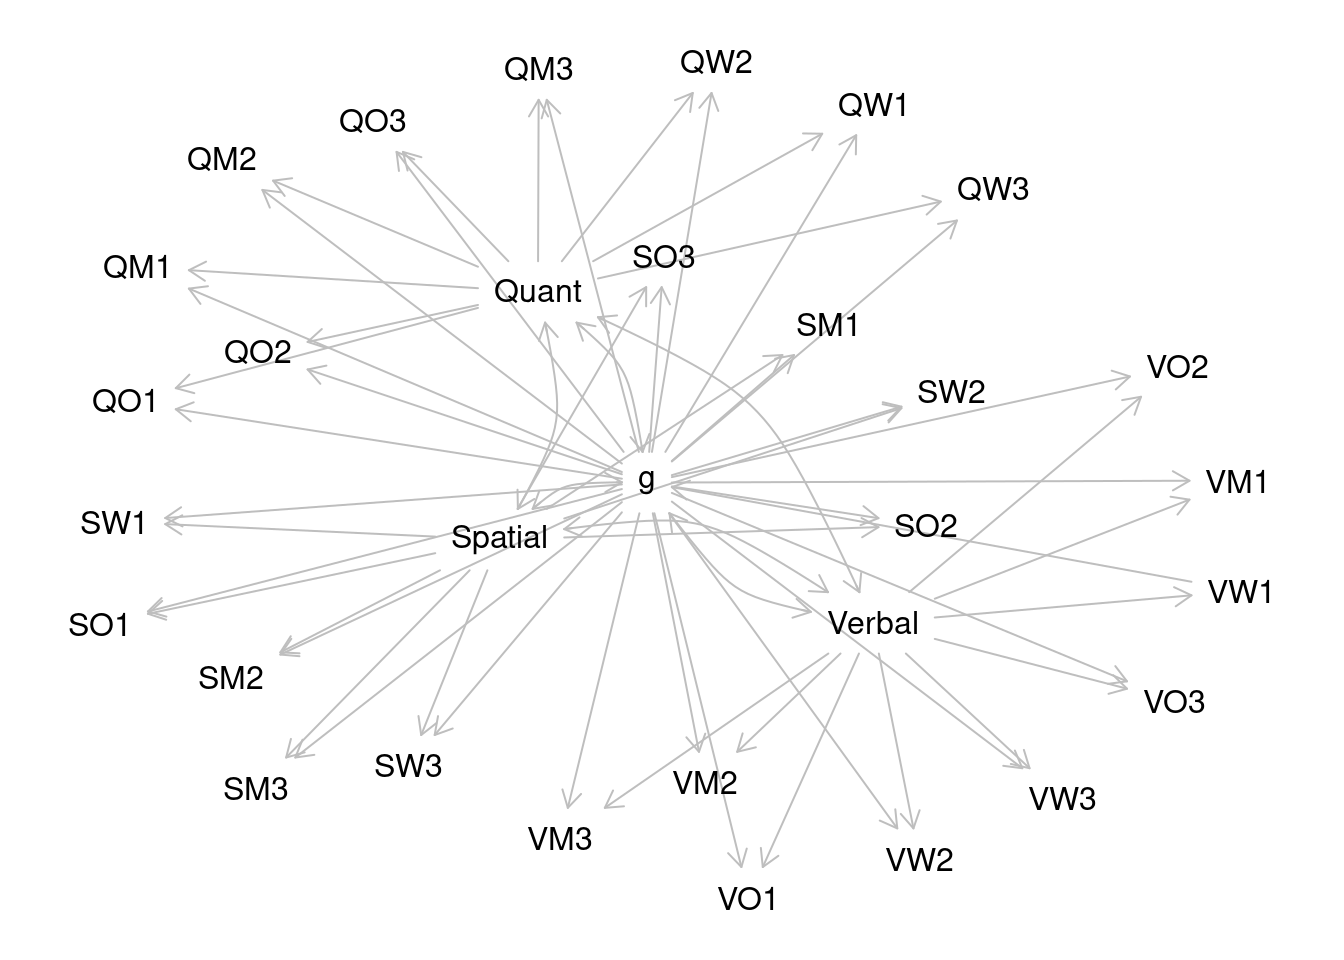 QW2
QM3
QW1
QO3
QM2
QW3
SO3
QM1
Quant
SM1
QO2
VO2
SW2
QO1
g
VM1
SW1
SO2
Spatial
VW1
Verbal
SO1
SM2
VO3
SW3
VM2
SM3
VW3
VM3
VW2
VO1